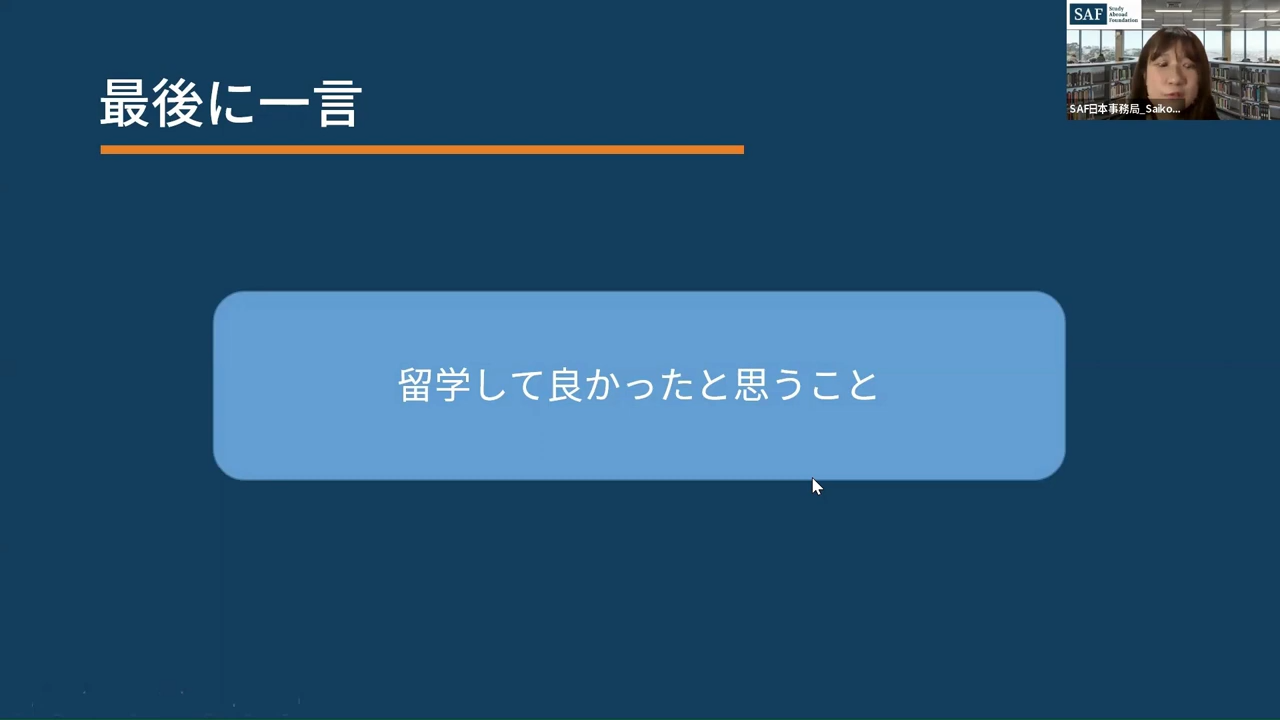 最後に一言
SAF
Study
Abroad
Foundation
SAF日本事務局_Saiko...
留学して良かったと思うこと